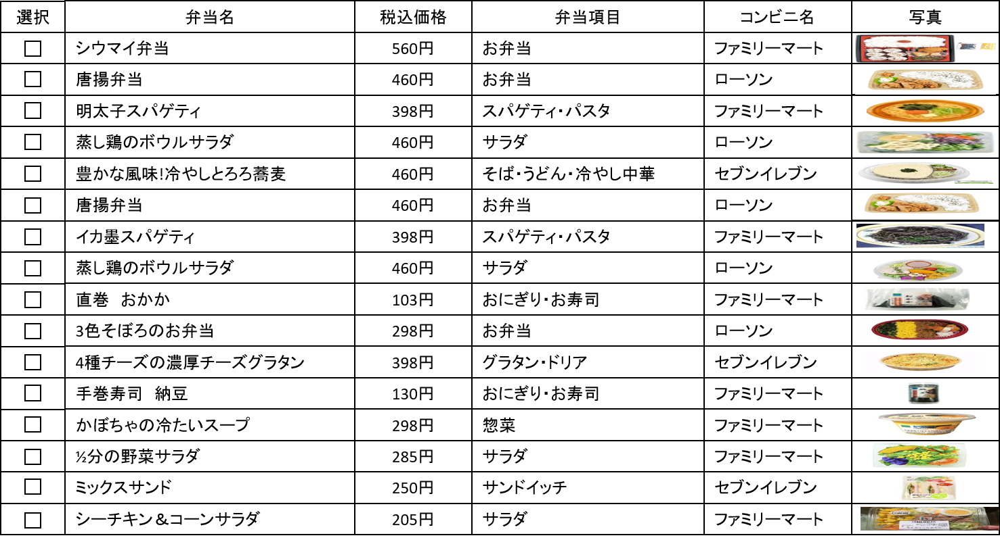 選択 弁当名 税込価格 弁当項目 コンビニ名 写真
シウマイ弁当 560円 お弁当 ファミリーマート
唐揚弁当 460円 お弁当 ローソン
明太子スパゲティ 398円 スパゲティ・パスタ ファミリーマート
蒸し鶏のボウルサラダ 460円 サラダ ローソン
豊かな風味!冷やしとろろ蕎麦 460円 そば・うどん・冷やし中華 セブンイレブン
唐揚弁当 460円 お弁当 ローソン
イカ墨スパゲティ 398円 スパゲティ・パスタ ファミリーマート
蒸し鶏のボウルサラダ 460円 サラダ ローソン
直巻　おかか 103円 おにぎり・お寿司 ファミリーマート
3色そぼろのお弁当 298円 お弁当 ローソン
4種チーズの濃厚チーズグラタン 398円 グラタン・ドリア セブンイレブン
手巻寿司　納豆 130円 おにぎり・お寿司 ファミリーマート
かぼちゃの冷たいスープ 298円 惣菜 ファミリーマート
½分の野菜サラダ 285円 サラダ ファミリーマート
ミックスサンド 250円 サンドイッチ セブンイレブン
シーチキン＆コーンサラダ 205円 サラダ ファミリーマート